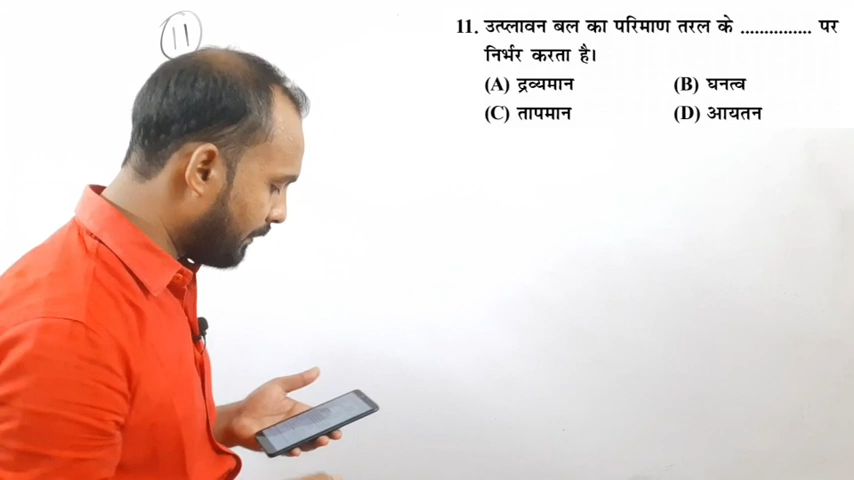 11
11. उत्प्लावन बल का परिमाण तरल के ............... पर
निर्भर करता है।
(A) द्रव्यमान (B) घनत्व
(C) तापमान (D) आयतन